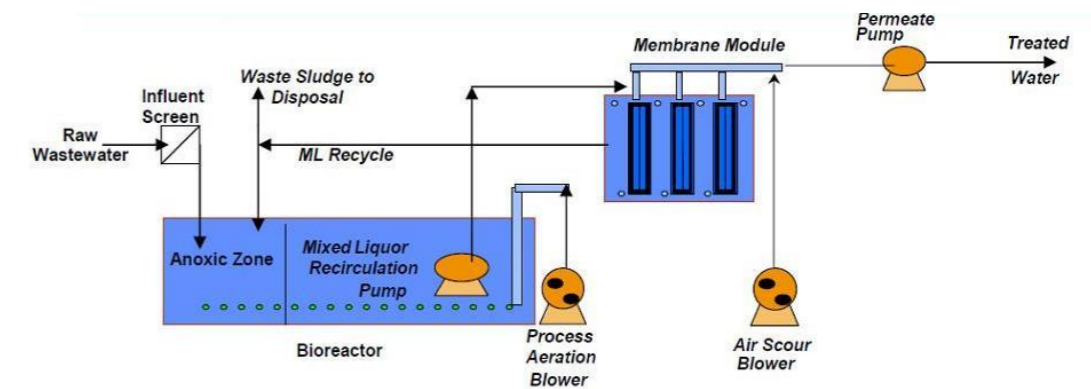 Permeate
Pump
Treated
Water
Membrane Module
Waste Sludge to
Disposal
Influent
Screen
Raw
Wastewater
ML Recycle
Anoxic Zone
Mixed Liquor
Recirculation
Pump
Bioreactor
Process
Aeration
Blower
Air Scour
Blower